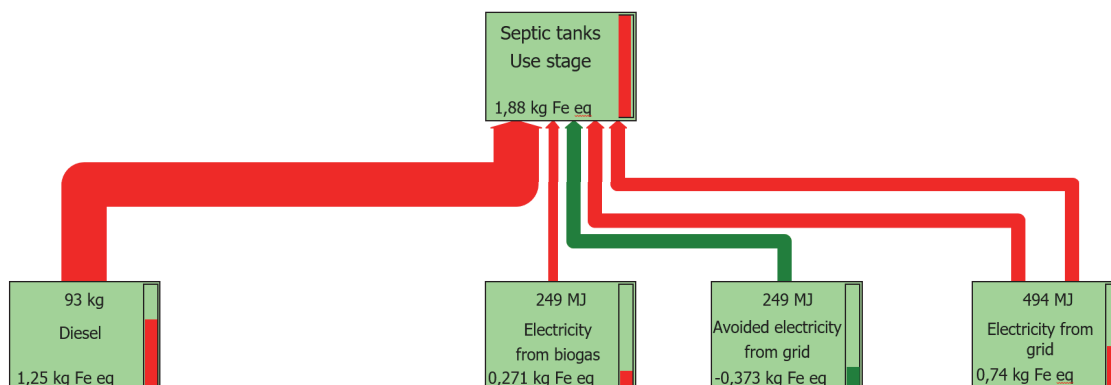 Septic tanks
Use stage
1,88 kg Fe eq
93 kg
Diesel
1,25 kg Fe eq
249 MJ
Electricity
from biogas
0,271 kg Fe eq
249 MJ
Avoided electricity
from grid
-0,373 kg Fe eq
494 MJ
Electricity from
grid
0,74 kg Fe eq